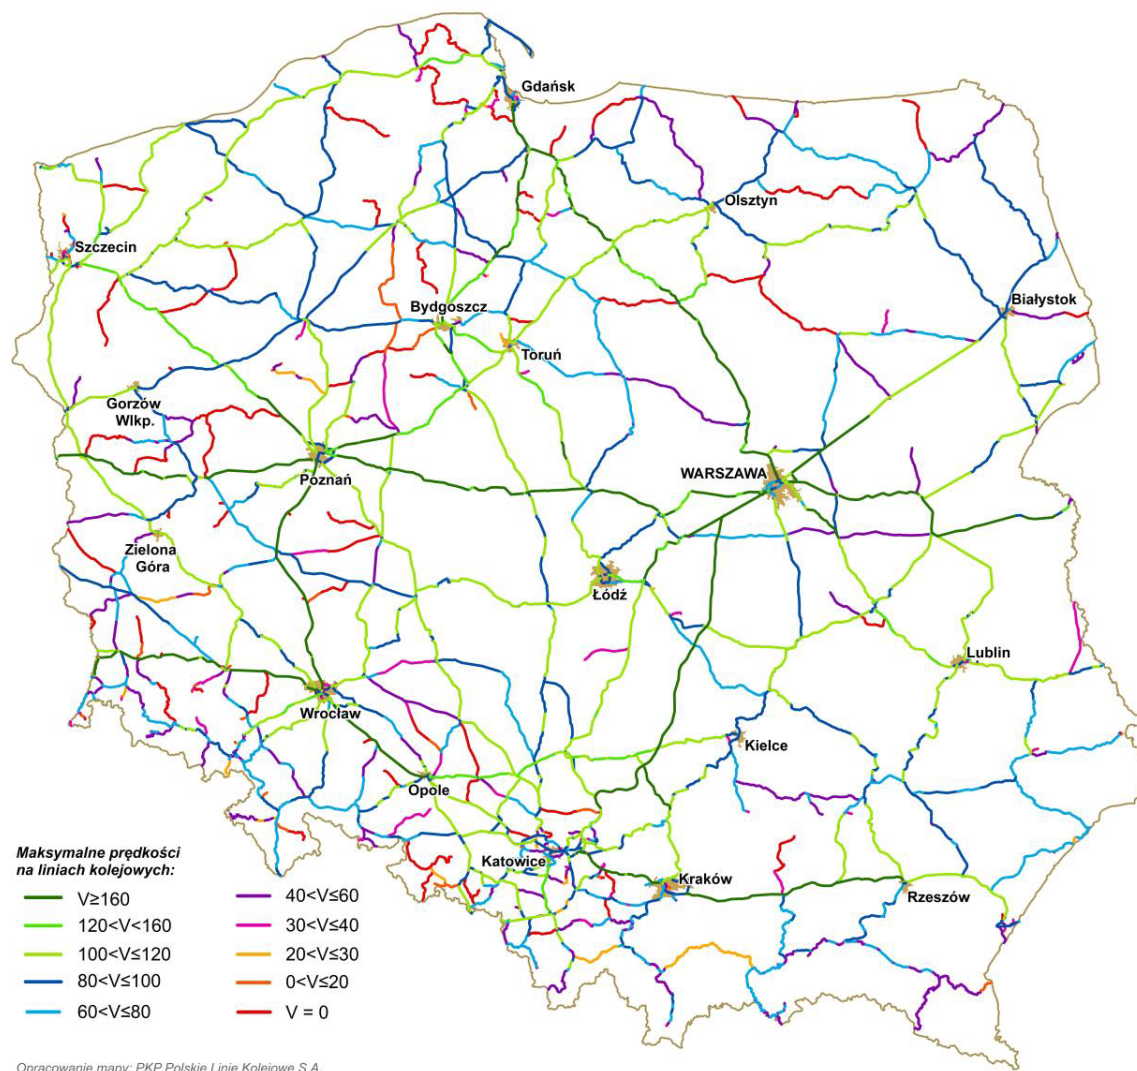 Gdańsk
Olsztyn
Szczecin
Białystok
Bydgoszcz
Toruń
Gorzów
Wlkp.
WARSZAWA
Poznań
Zielona
Góra
Łódź
Lublin
Wrocław
Kielce
Opole
Katowice
Kraków
Rzeszów
Maksymalne prędkości
na liniach kolejowych:
V≥160
120<V<160
100<V≤120
80<V≤100
60<V≤80
40<V≤60
30<V≤40
20<V≤30
0<V≤20
V = 0
Opracowanie mapy: PKP Polskie Linie Kolejowe S.A.